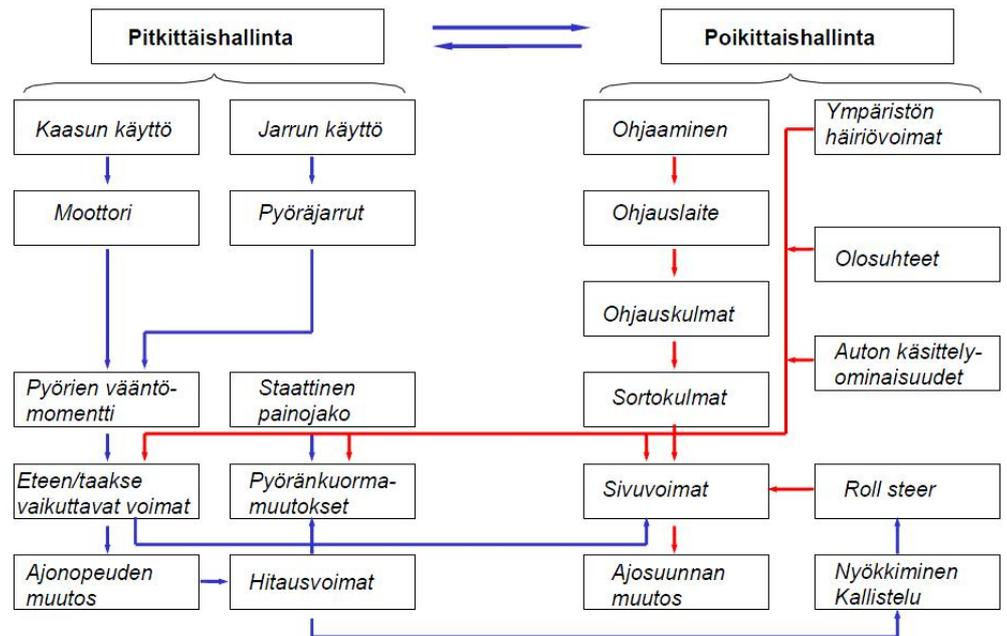 Pitkittäishallinta
Poikittaishallinta
Kaasun käyttö
Jarrun käyttö
Ohjaaminen
Ympäristön
häiriövoimat
Moottori
Pyöräjarrut
Ohjauslaite
Olosuhteet
Ohjauskulmat
Auton käsittely-
ominaisuudet
Pyörien vääntö-
momentti
Staattinen
painojako
Sortokulmat
Eteen/taakse
vaikuttavat voimat
Pyöränkuorma-
muutokset
Sivuvoimat
Roll steer
Ajonopeuden
muutos
Hitausvoimat
Ajosuunnan
muutos
Nyökkiminen
Kallistelu